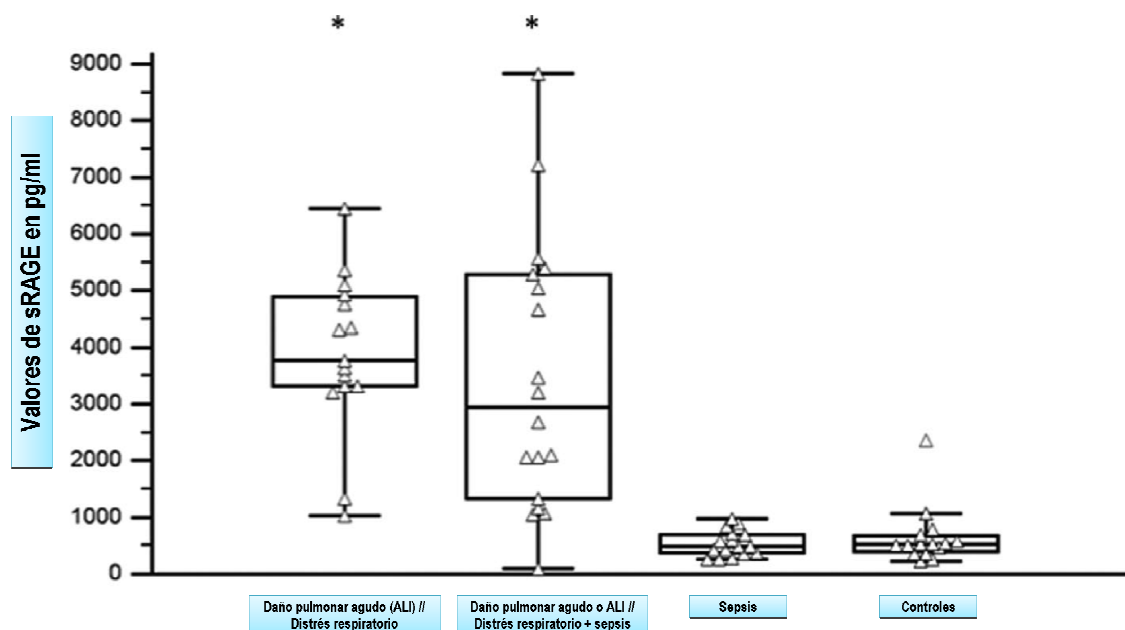 * *
9000
8000
7000
6000
5000
4000
3000
2000
1000
0
Valores de sRAGE en pg/ml
Daño pulmonar agudo (ALI) //
Distrés respiratorio
Daño pulmonar agudo o ALI //
Distrés respiratorio + sepsis
Sepsis
Controles